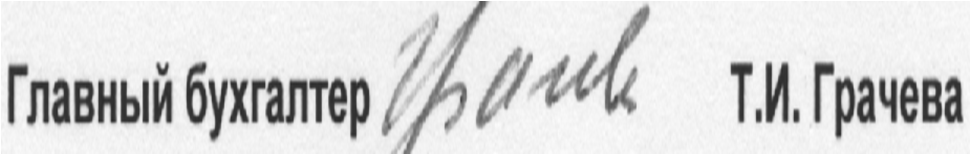 Главный бухгалтер Т.И. Грачева